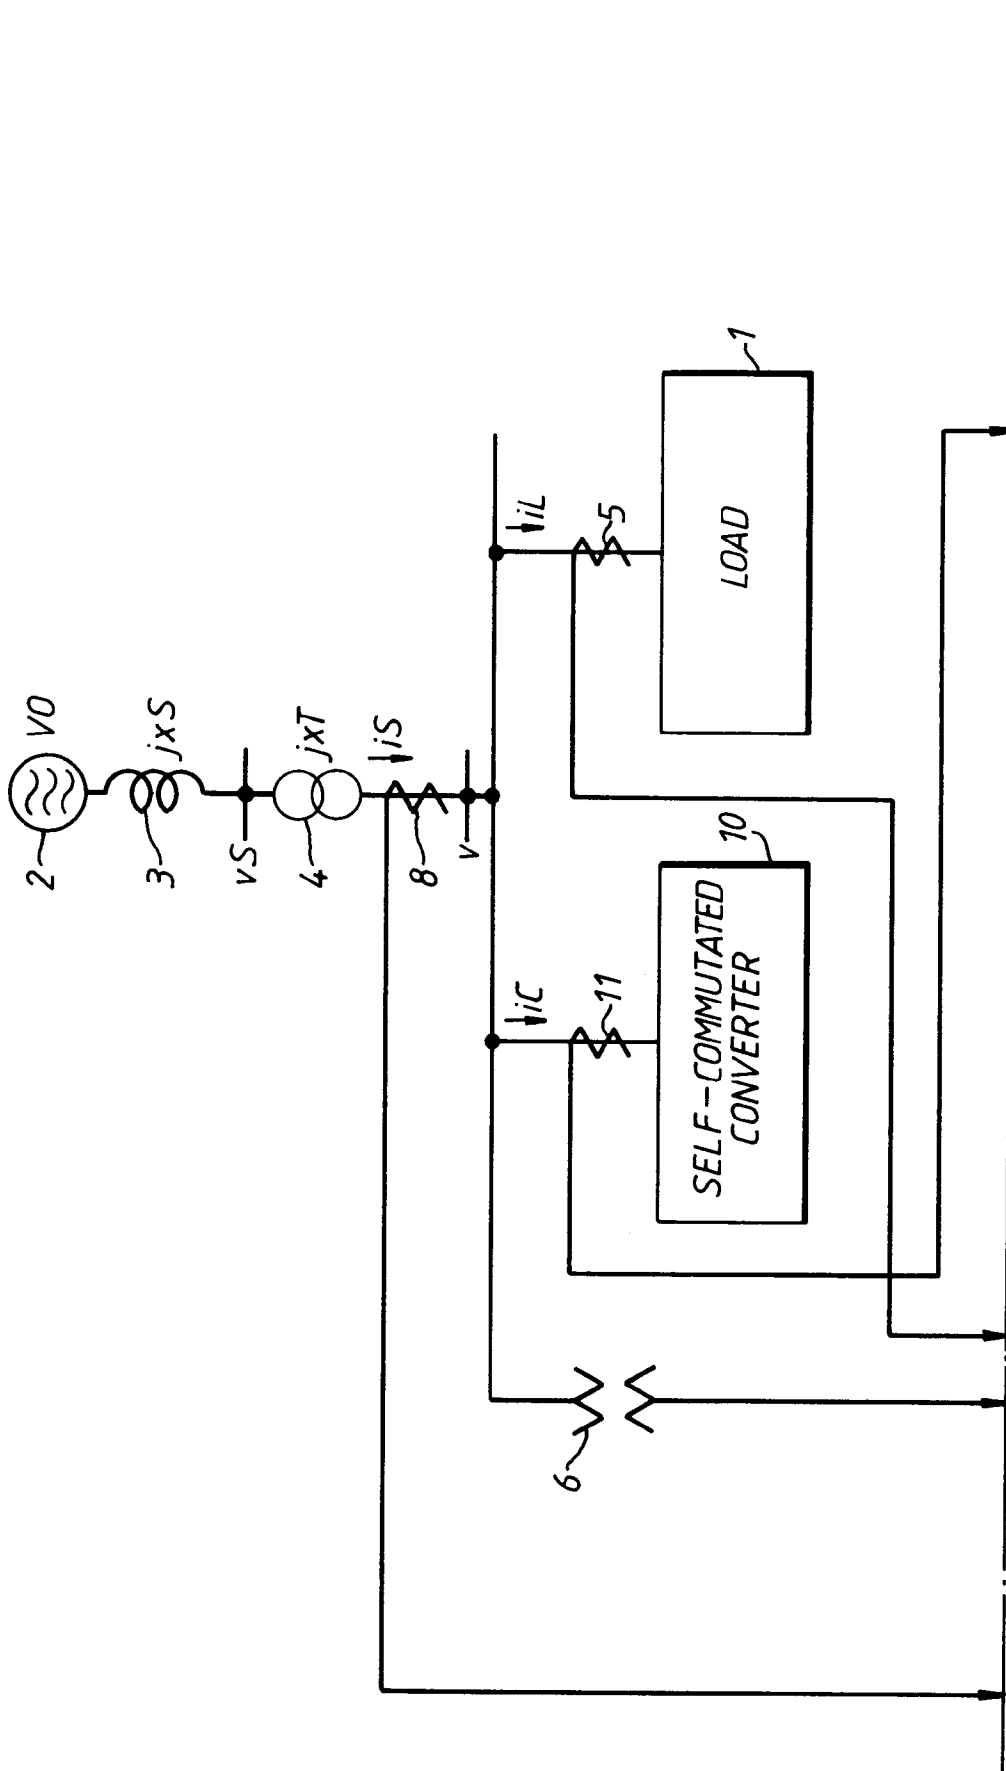 2
VO
3
jxS
vS
4
jxT
iS
8
v
iC
iL
11
5
6
10
SELF-COMMUTATED
CONVERTER
1
LOAD